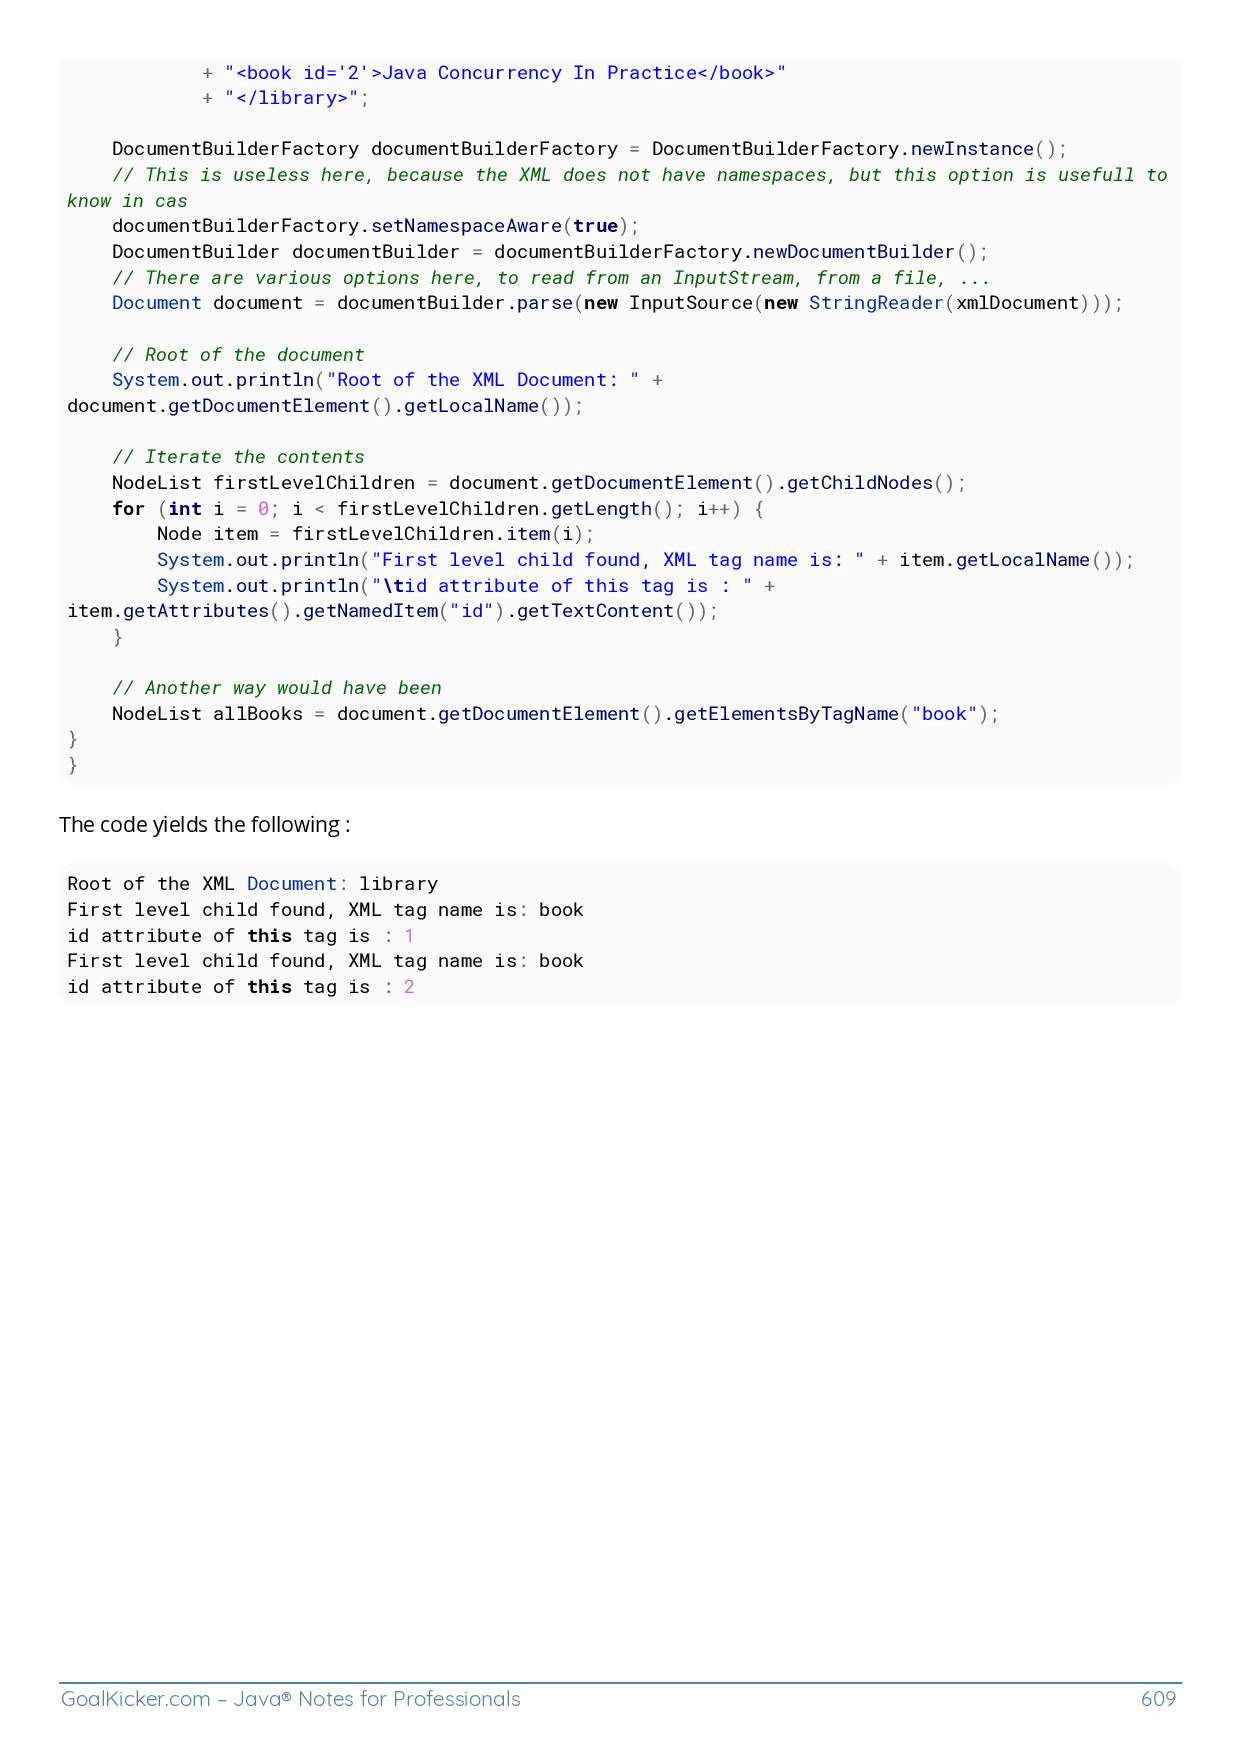 + "<book id='2'>Java Concurrency In Practice</book>"
            + "</library>";

    DocumentBuilderFactory documentBuilderFactory = DocumentBuilderFactory.newInstance();
    // This is useless here, because the XML does not have namespaces, but this option is usefull to
know in cas
    documentBuilderFactory.setNamespaceAware(true);
    DocumentBuilder documentBuilder = documentBuilderFactory.newDocumentBuilder();
    // There are various options here, to read from an InputStream, from a file, ...
    Document document = documentBuilder.parse(new InputSource(new StringReader(xmlDocument)));

    // Root of the document
    System.out.println("Root of the XML Document: " +
document.getDocumentElement().getLocalName());

    // Iterate the contents
    NodeList firstLevelChildren = document.getDocumentElement().getChildNodes();
    for (int i = 0; i < firstLevelChildren.getLength(); i++) {
        Node item = firstLevelChildren.item(i);
        System.out.println("First level child found, XML tag name is: " + item.getLocalName());
        System.out.println("\tid attribute of this tag is : " +
item.getAttributes().getNamedItem("id").getTextContent());
    }

    // Another way would have been
    NodeList allBooks = document.getDocumentElement().getElementsByTagName("book");
}
}

The code yields the following :

Root of the XML Document: library
First level child found, XML tag name is: book
id attribute of this tag is : 1
First level child found, XML tag name is: book
id attribute of this tag is : 2

GoalKicker.com – Java® Notes for Professionals 609